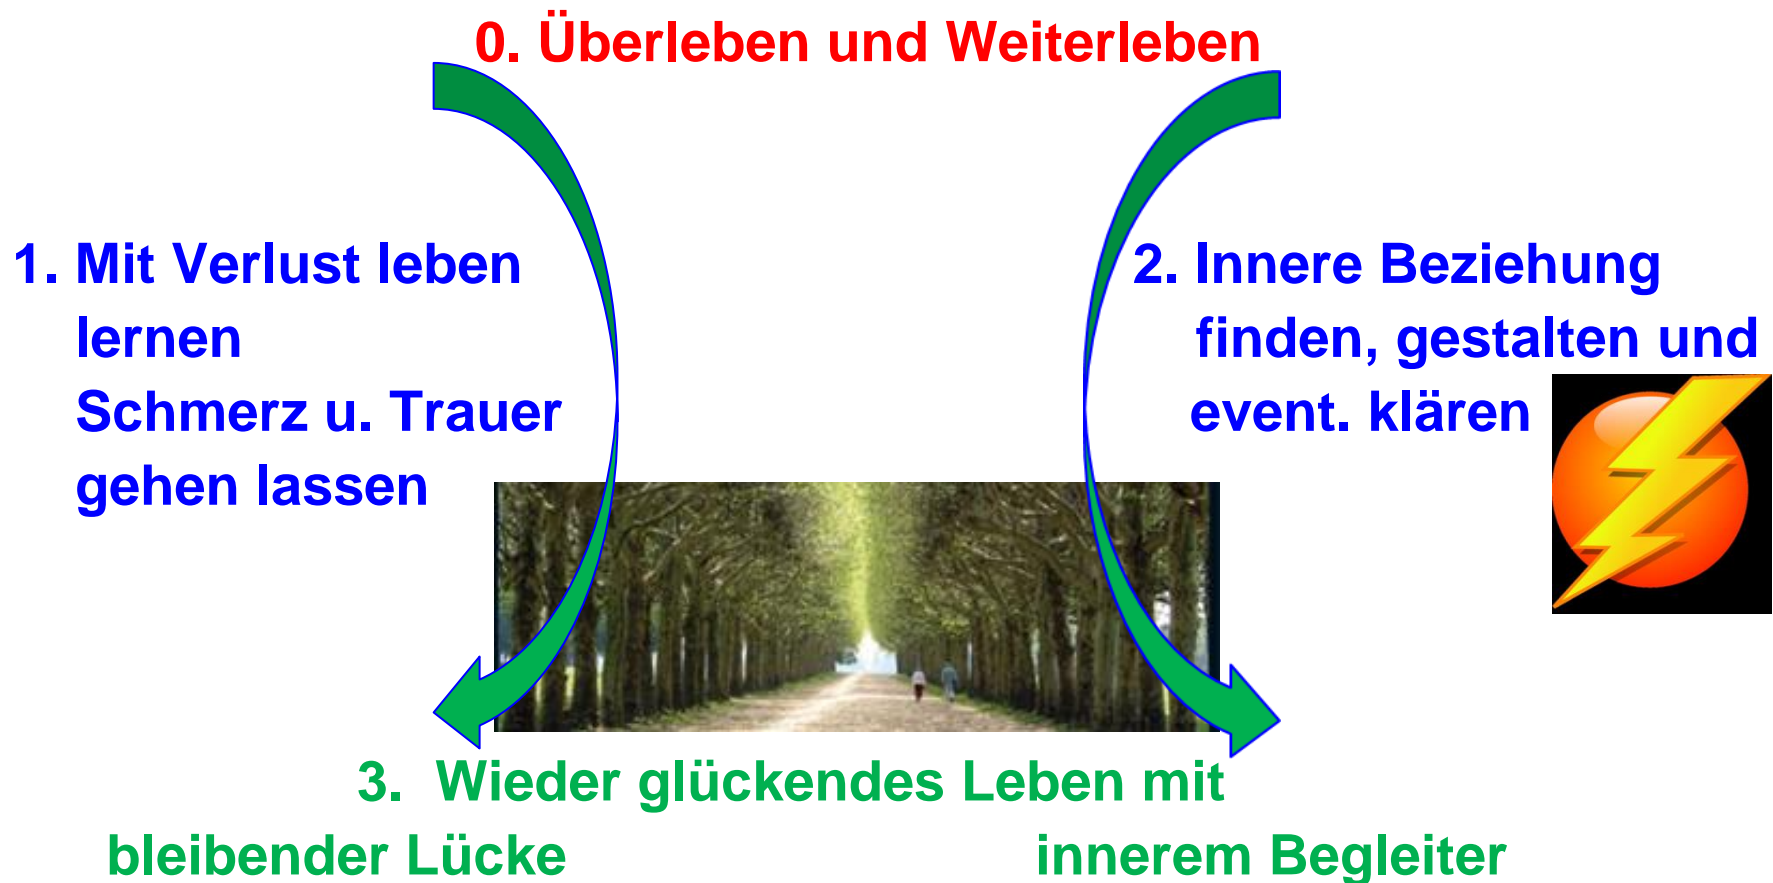 0. Überleben und Weiterleben
1. Mit Verlust leben
lernen
Schmerz u. Trauer
gehen lassen
2. Innere Beziehung
finden, gestalten und
event. klären
3. Wieder glückendes Leben mit
bleibender Lücke innerem Begleiter